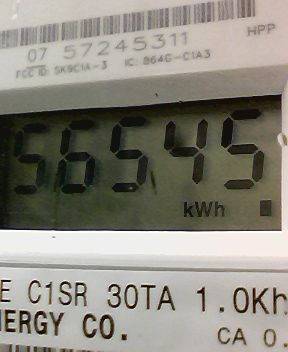 HPP
07 57245311
FCC ID: SK9C1A-3 IC: 864G-C1A3
56545
kWh
E C1SR 30TA 1.0Kh
NERGY CO.
CA 0.